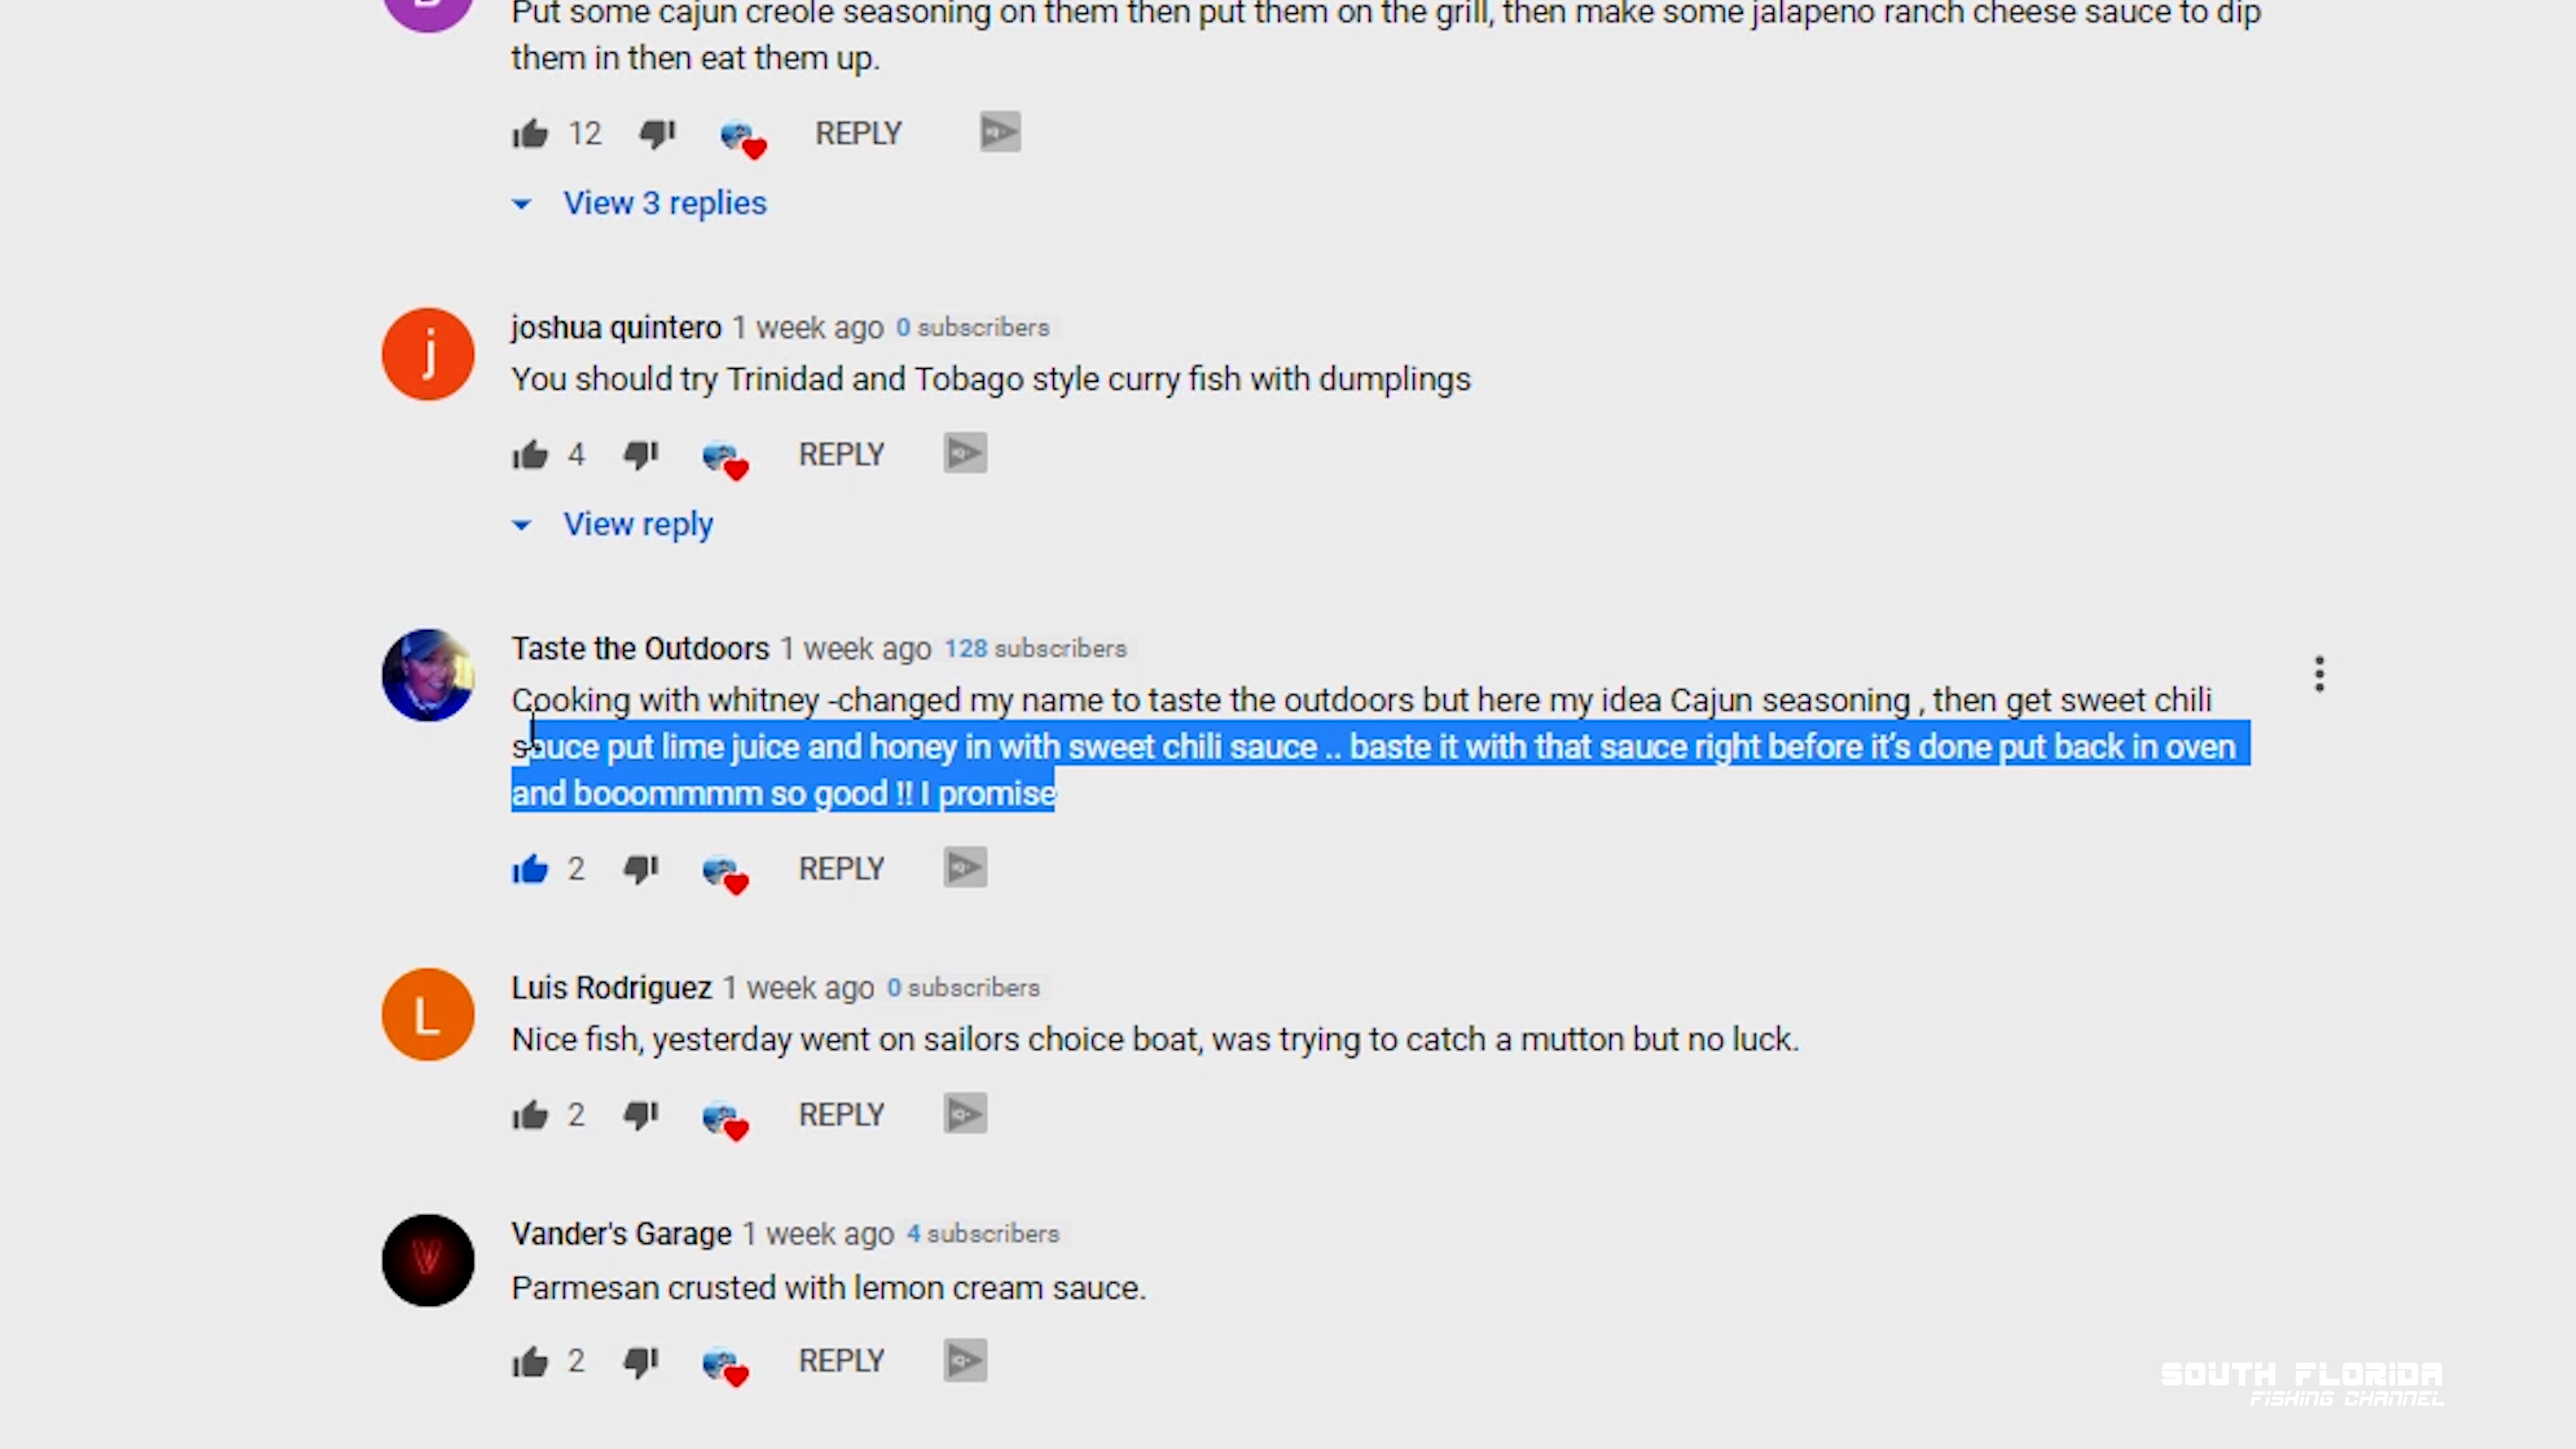 Put some cajun creole seasoning on them then put them on the grill, then make some jalapeno ranch cheese sauce to dip
them in then eat them up.
12 REPLY
View 3 replies
j
joshua quintero 1 week ago 0 subscribers
You should try Trinidad and Tobago style curry fish with dumplings
4 REPLY
View reply
Taste the Outdoors 1 week ago 128 subscribers
Cooking with whitney -changed my name to taste the outdoors but here my idea Cajun seasoning , then get sweet chili
sauce put lime juice and honey in with sweet chili sauce .. baste it with that sauce right before it’s done put back in oven
and booommmm so good !! I promise
2 REPLY
L
Luis Rodriguez 1 week ago 0 subscribers
Nice fish, yesterday went on sailors choice boat, was trying to catch a mutton but no luck.
2 REPLY
V
Vander's Garage 1 week ago 4 subscribers
Parmesan crusted with lemon cream sauce.
2 REPLY
SOUTH FLORIDA
FISHING CHANNEL